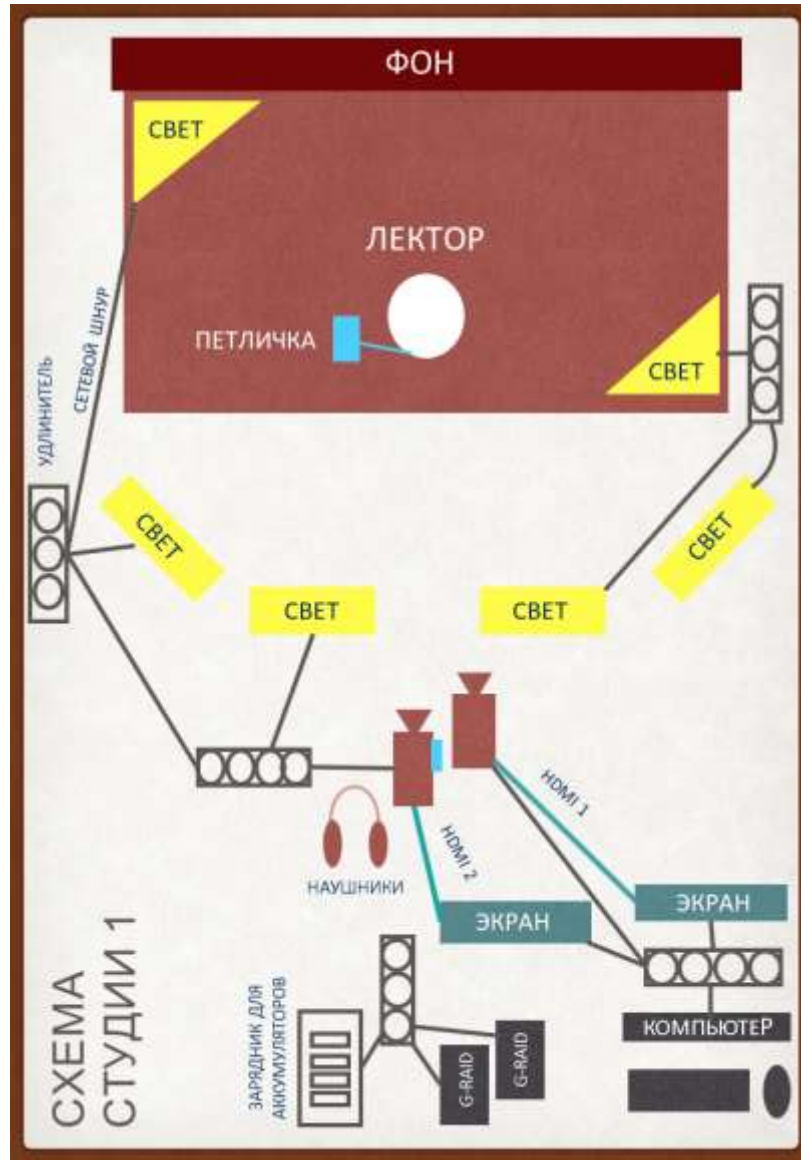 ФОН
СВЕТ
ЛЕКТОР
ПЕТЛИЧКА
СВЕТ
СЕТЕВОЙ ШНУР
УДЛИНИТЕЛЬ
СВЕТ
СВЕТ
СВЕТ
СВЕТ
HDMI 1
HDMI 2
НАУШНИКИ
ЭКРАН
ЭКРАН
КОМПЬЮТЕР
СХЕМА
СТУДИИ 1
ЗАРЯДНИК ДЛЯ
АККУМУЛЯТОРОВ
G-RAID
G-RAID